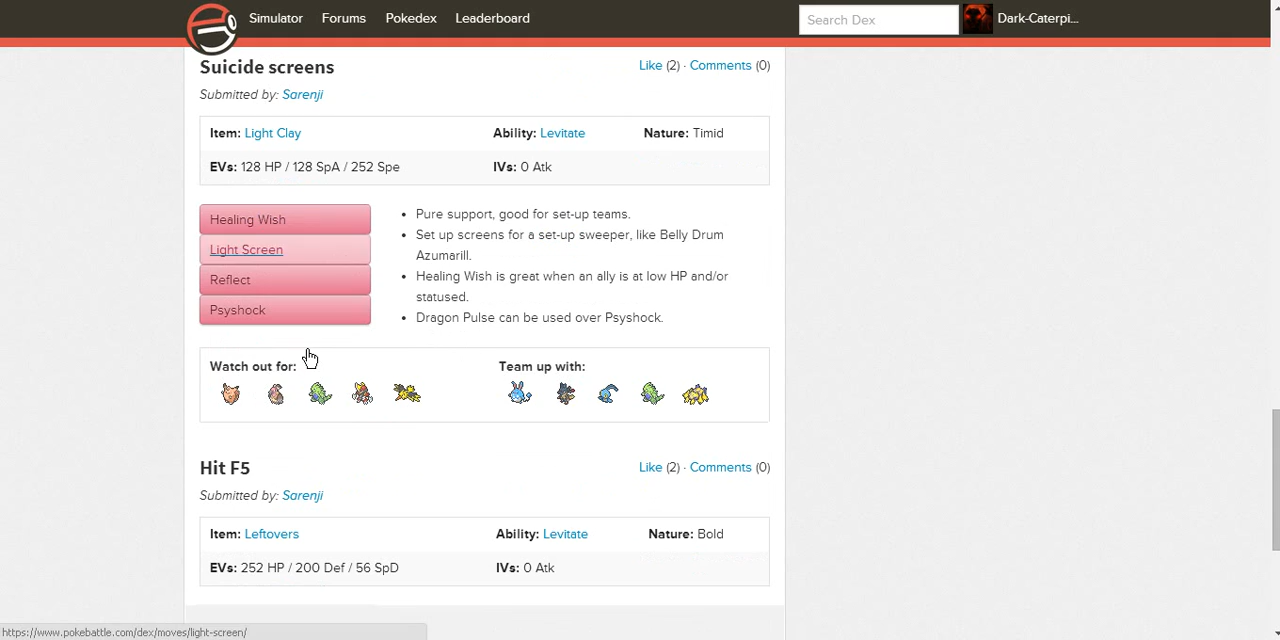 Simulator Forums Pokedex Leaderboard Search Dex Dark-Caterpi...
Suicide screens Like (2) · Comments (0)
Submitted by: Sarenji
Item: Light Clay Ability: Levitate Nature: Timid
EVs: 128 HP / 128 SpA / 252 Spe IVs: 0 Atk
Healing Wish
Light Screen
Reflect
Psyshock
• Pure support, good for set-up teams.
• Set up screens for a set-up sweeper, like Belly Drum
Azumarill.
• Healing Wish is great when an ally is at low HP and/or
statused.
• Dragon Pulse can be used over Psyshock.
Watch out for: Team up with:
Hit F5 Like (2) · Comments (0)
Submitted by: Sarenji
Item: Leftovers Ability: Levitate Nature: Bold
EVs: 252 HP / 200 Def / 56 SpD IVs: 0 Atk
https://www.pokebattle.com/dex/moves/light-screen/